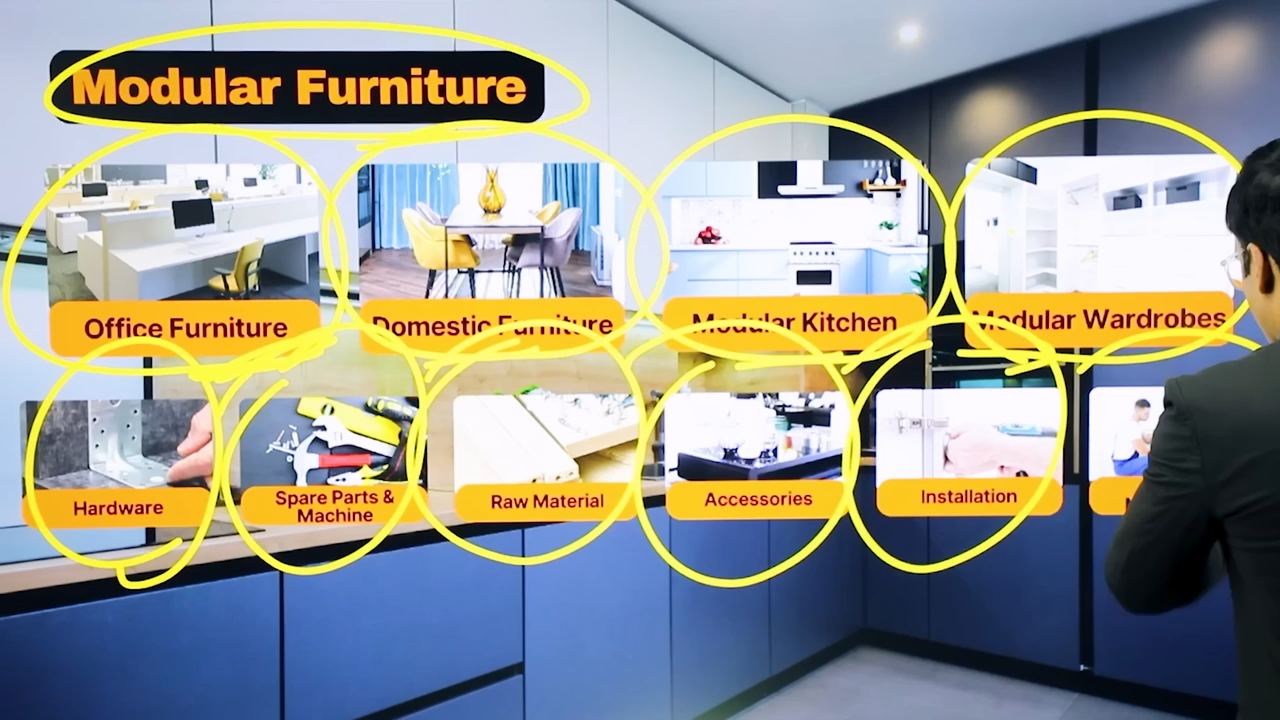 Modular Furniture
Office Furniture
Domestic Furniture
Modular Kitchen
Modular Wardrobes
Hardware
Spare Parts &
Machine
Raw Material
Accessories
Installation